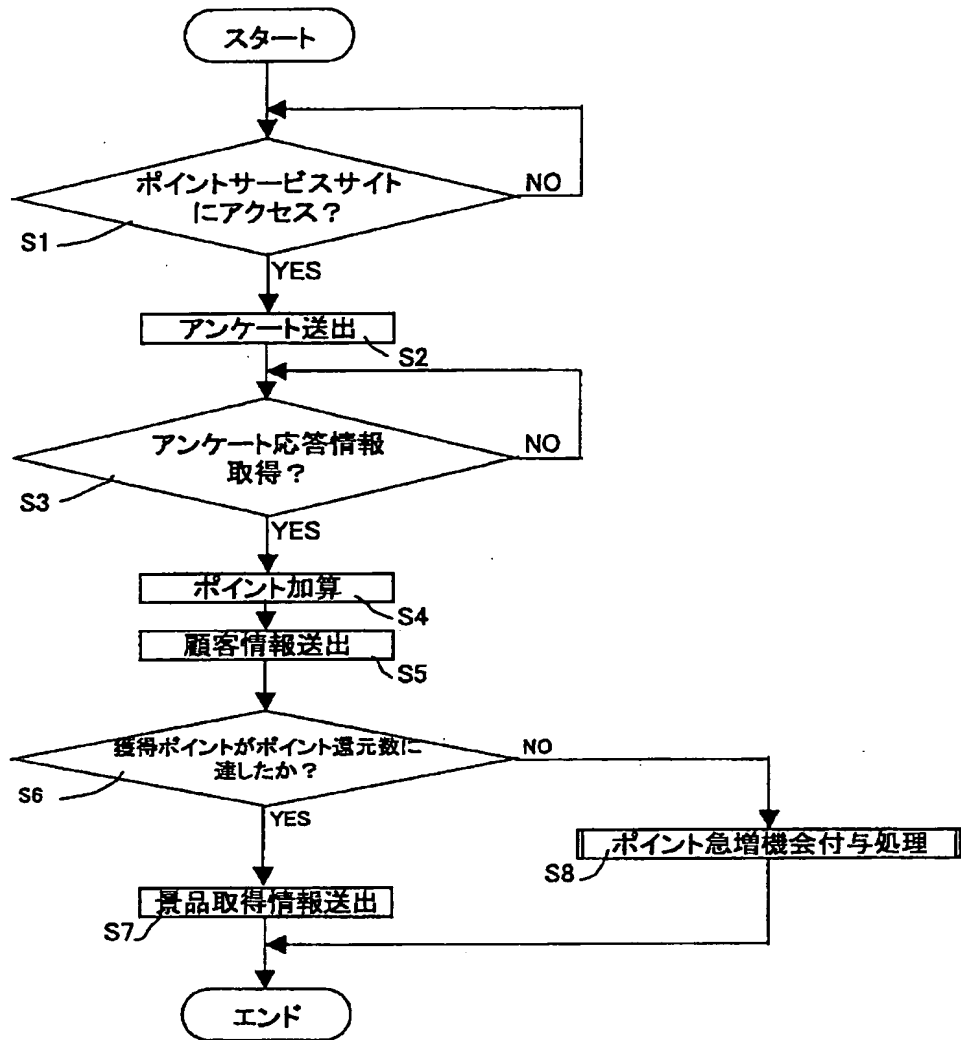 スタート
ポイントサービスサイト
にアクセス？
NO
S1
YES
アンケート送出
S2
アンケート応答情報
取得？
NO
S3
YES
ポイント加算
S4
顧客情報送出
S5
獲得ポイントがポイント還元数に
達したか？
NO
S6
YES
ポイント急増機会付与処理
S8
景品取得情報送出
S7
エンド